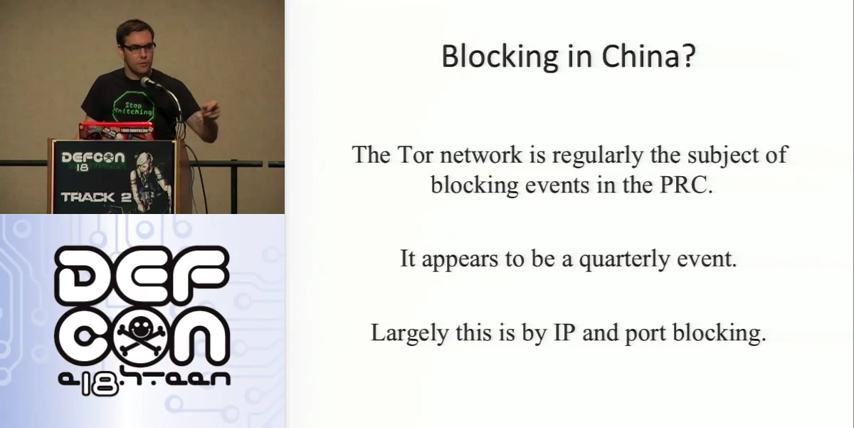 Blocking in China?
The Tor network is regularly the subject of
blocking events in the PRC.
It appears to be a quarterly event.
Largely this is by IP and port blocking.
Stop
Snitching
DEFCON
18
TRACK 2
DEF
CON
e18hteen